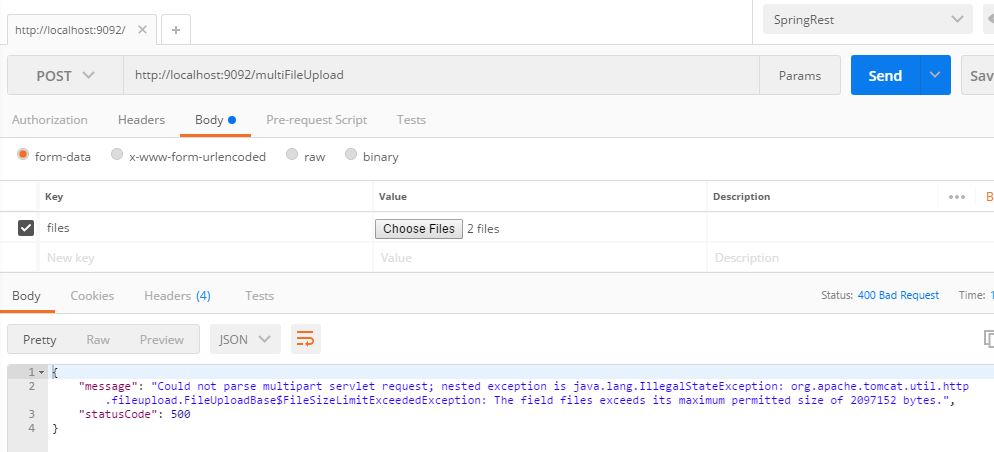 http://localhost:9092/
SpringRest
POST http://localhost:9092/multiFileUpload Params Send Sav
Authorization Headers Body Pre-request Script Tests
form-data x-www-form-urlencoded raw binary
Key Value Description
files Choose Files 2 files
New key Value Description
Body Cookies Headers (4) Tests Status: 400 Bad Request Time:
Pretty Raw Preview JSON
1 {
2 "message": "Could not parse multipart servlet request; nested exception is java.lang.IllegalStateException: org.apache.tomcat.util.http
.fileupload.FileUploadBase$FileSizeLimitExceededException: The field files exceeds its maximum permitted size of 2097152 bytes.",
3 "statusCode": 500
4 }